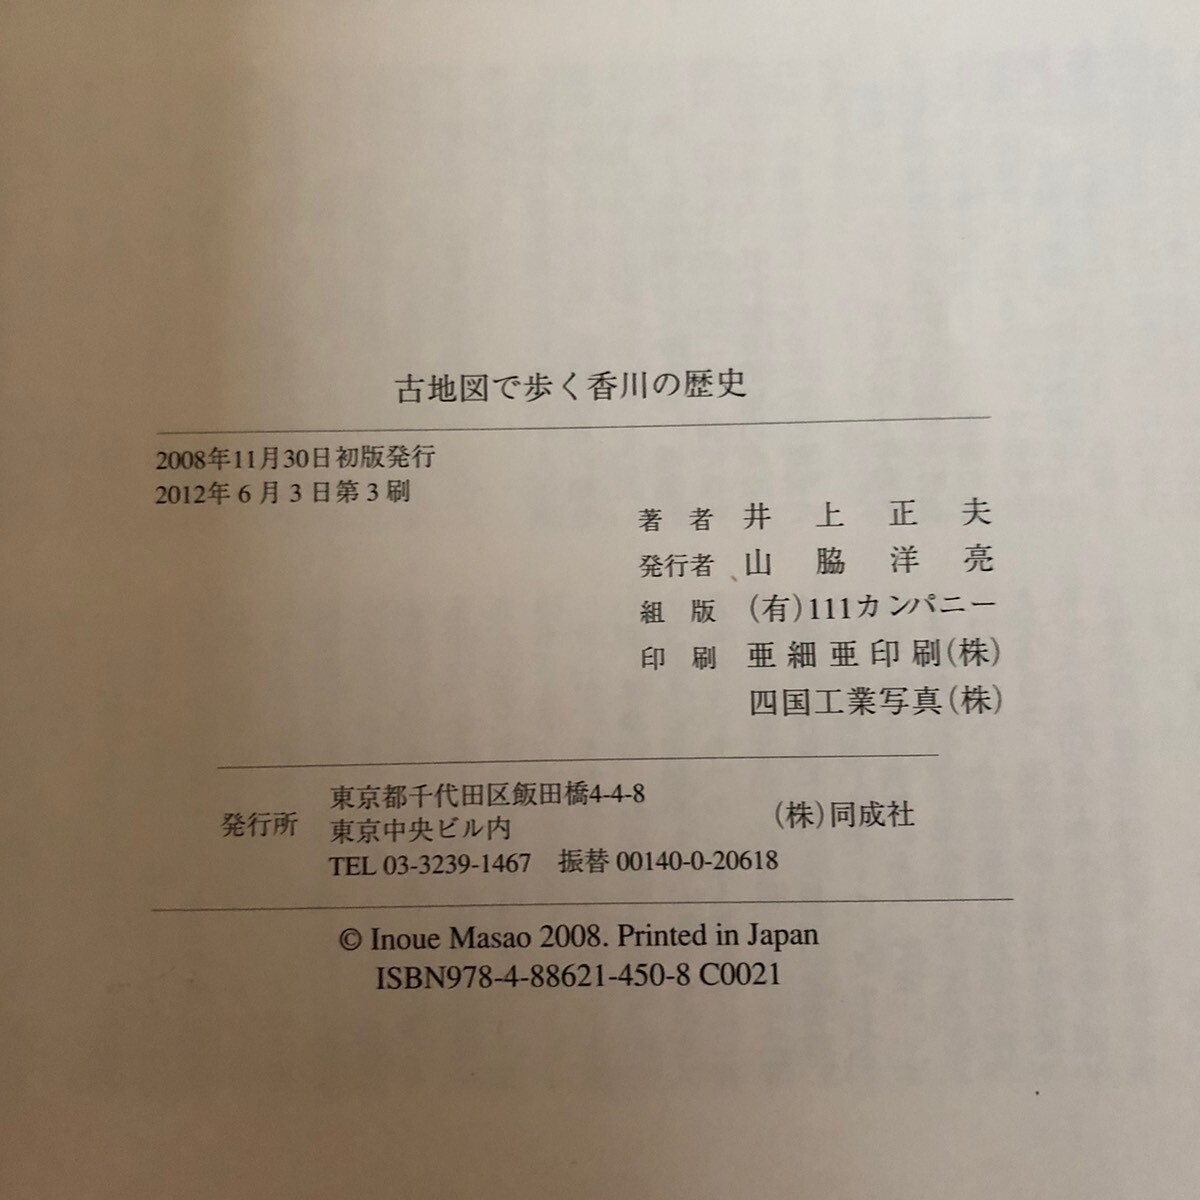 古地図で歩く香川の歴史
2008年11月30日初版発行
2012年 6 月 3 日第 3 刷
著　者　井　上　正　夫
発行者　山　脇　洋　亮
組　版　(有)111カンパニー
印　刷　亜 細 亜 印 刷(株)
四国工業写真(株)
発行所
東京都千代田区飯田橋4-4-8
東京中央ビル内
TEL 03-3239-1467　振替 00140-0-20618
(株)同成社
© Inoue Masao 2008. Printed in Japan
ISBN978-4-88621-450-8 C0021